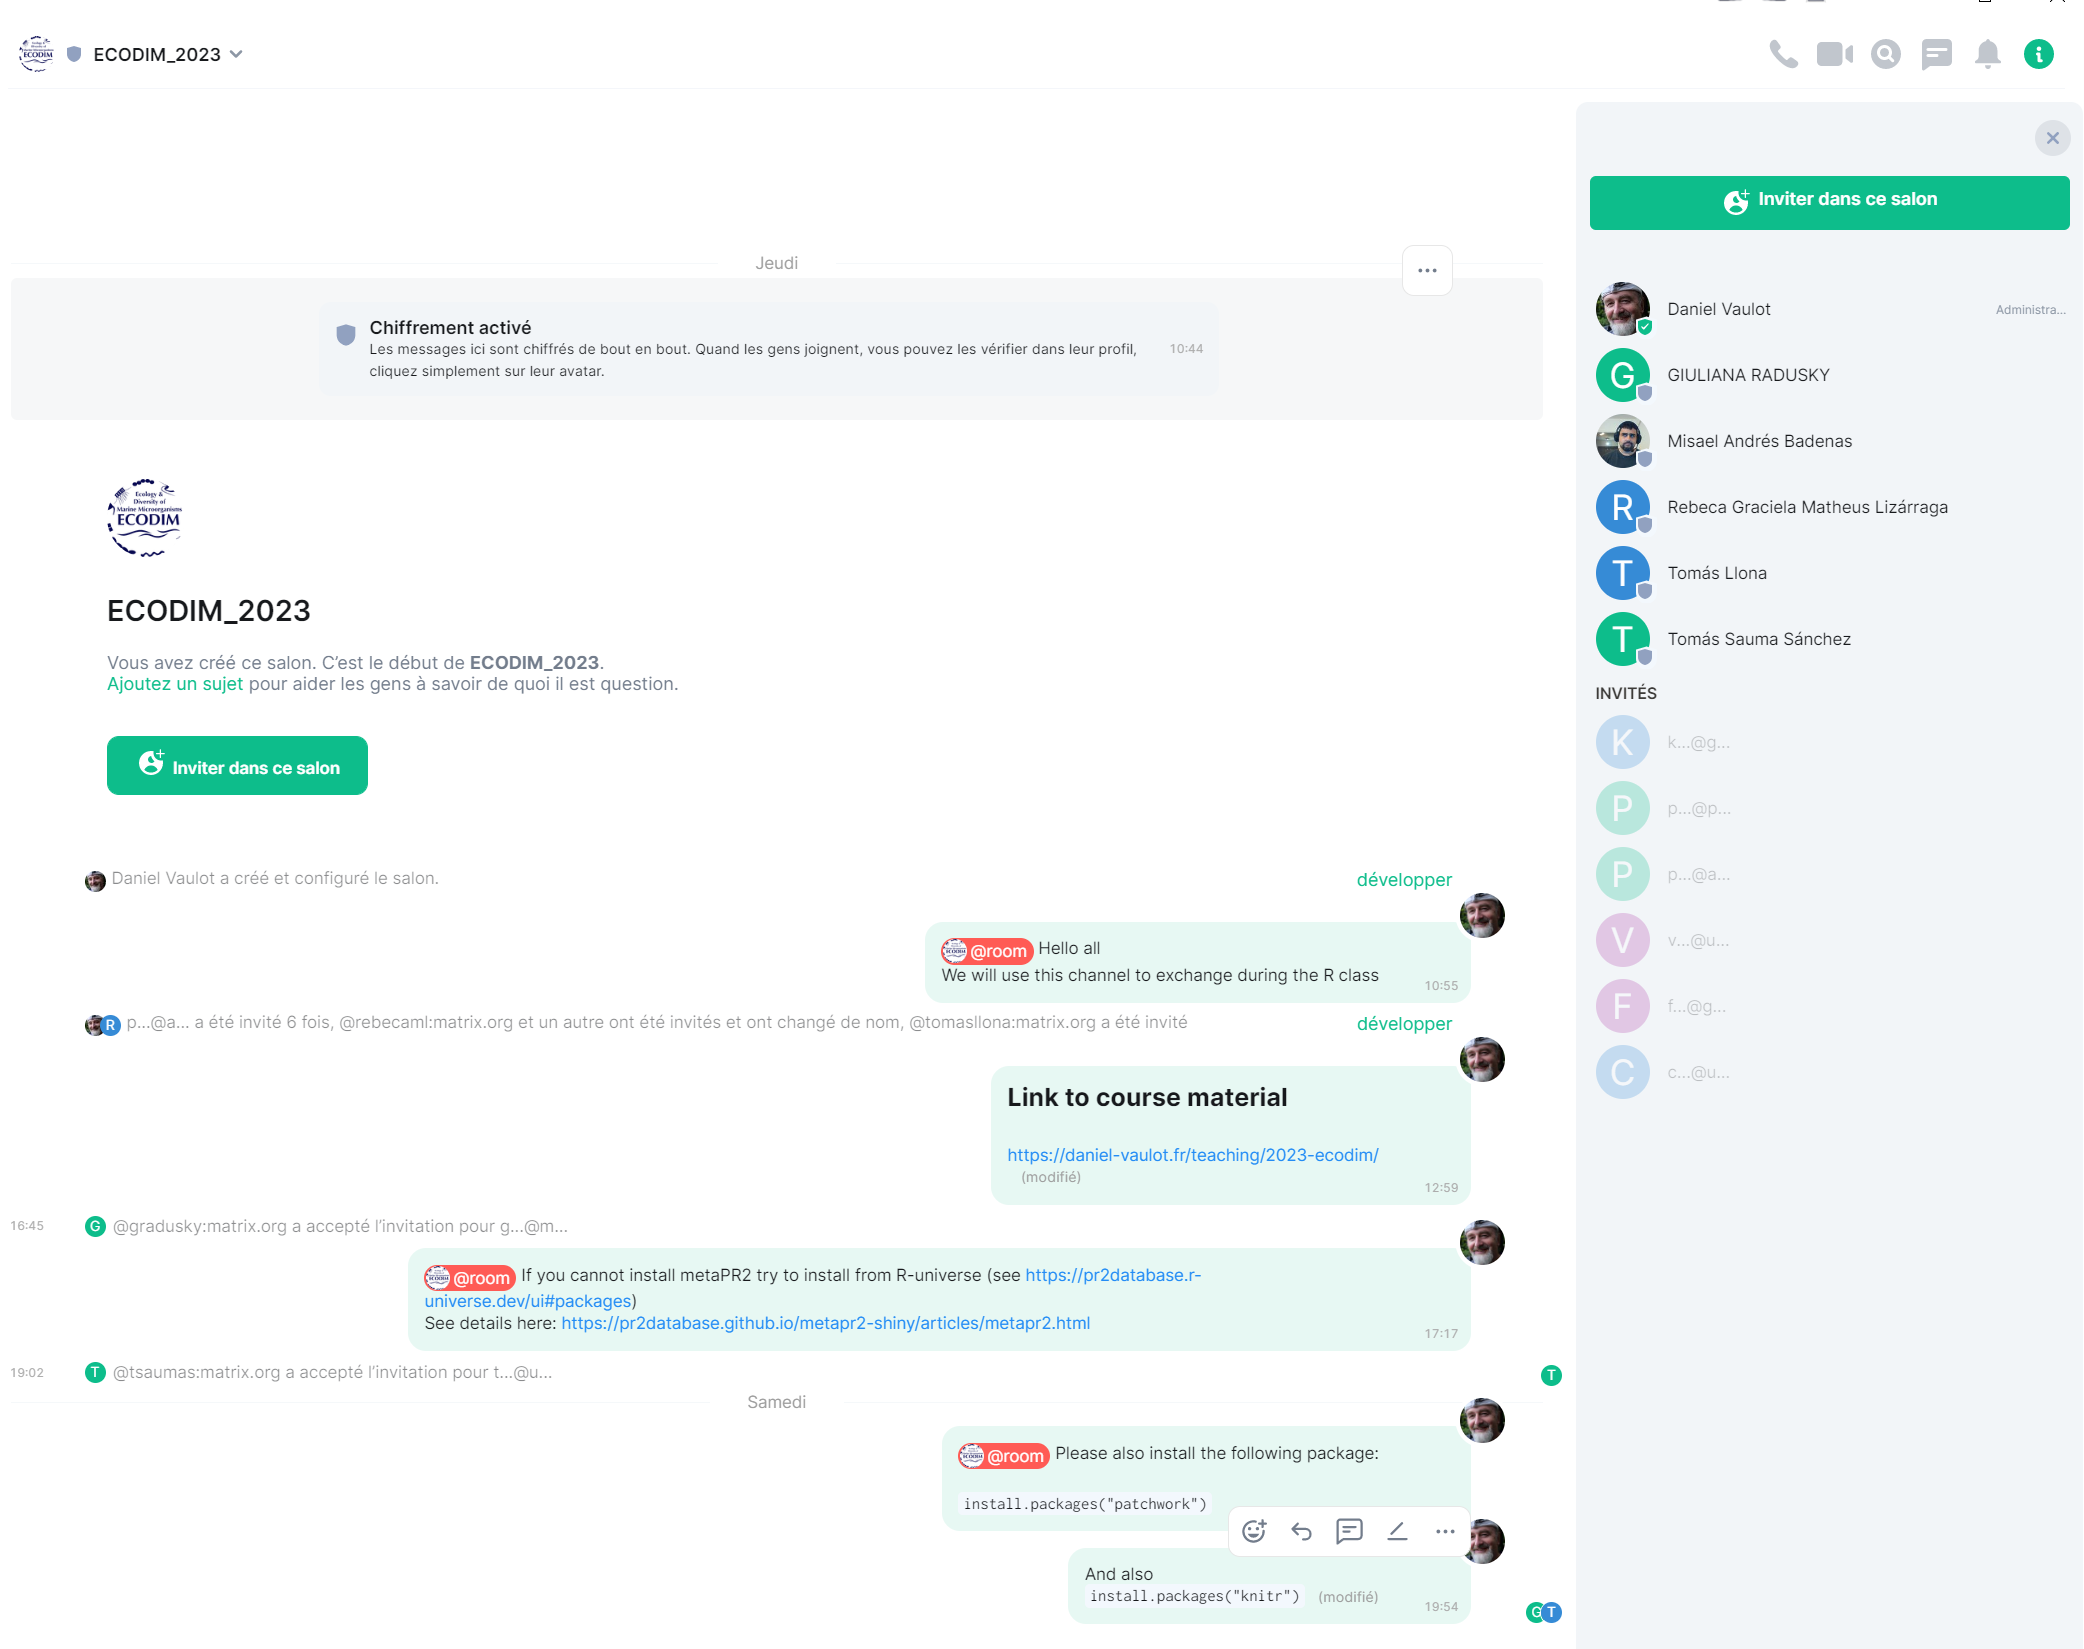 ECODIM_2023
Jeudi
Chiffrement activé
Les messages ici sont chiffrés de bout en bout. Quand les gens joignent, vous pouvez les vérifier dans leur profil,
cliquez simplement sur leur avatar.
10:44
Ecology &
Diversity of
Marine Microorganisms
ECODIM
ECODIM_2023
Vous avez créé ce salon. C’est le début de ECODIM_2023.
Ajoutez un sujet pour aider les gens à savoir de quoi il est question.
Inviter dans ce salon
Daniel Vaulot a créé et configuré le salon.
développer
@room Hello all
We will use this channel to exchange during the R class
10:55
R
p...@a... a été invité 6 fois, @rebecaml:matrix.org et un autre ont été invités et ont changé de nom, @tomasllona:matrix.org a été invité
développer
Link to course material
https://daniel-vaulot.fr/teaching/2023-ecodim/
(modifié)
12:59
16:45
G
@gradusky:matrix.org a accepté l’invitation pour g...@m...
@room If you cannot install metaPR2 try to install from R-universe (see https://pr2database.r-
universe.dev/ui#packages)
See details here: https://pr2database.github.io/metapr2-shiny/articles/metapr2.html
17:17
19:02
T
@tsaumas:matrix.org a accepté l’invitation pour t...@u...
T
Samedi
@room Please also install the following package:
install.packages("patchwork")
And also
install.packages("knitr") (modifié)
19:54
G
T
Inviter dans ce salon
Daniel Vaulot
Administra...
G
GIULIANA RADUSKY
Misael Andrés Badenas
R
Rebeca Graciela Matheus Lizárraga
T
Tomás Llona
T
Tomás Sauma Sánchez
INVITÉS
K
k...@g...
P
p...@p...
P
p...@a...
V
v...@u...
F
f...@g...
C
c...@u...